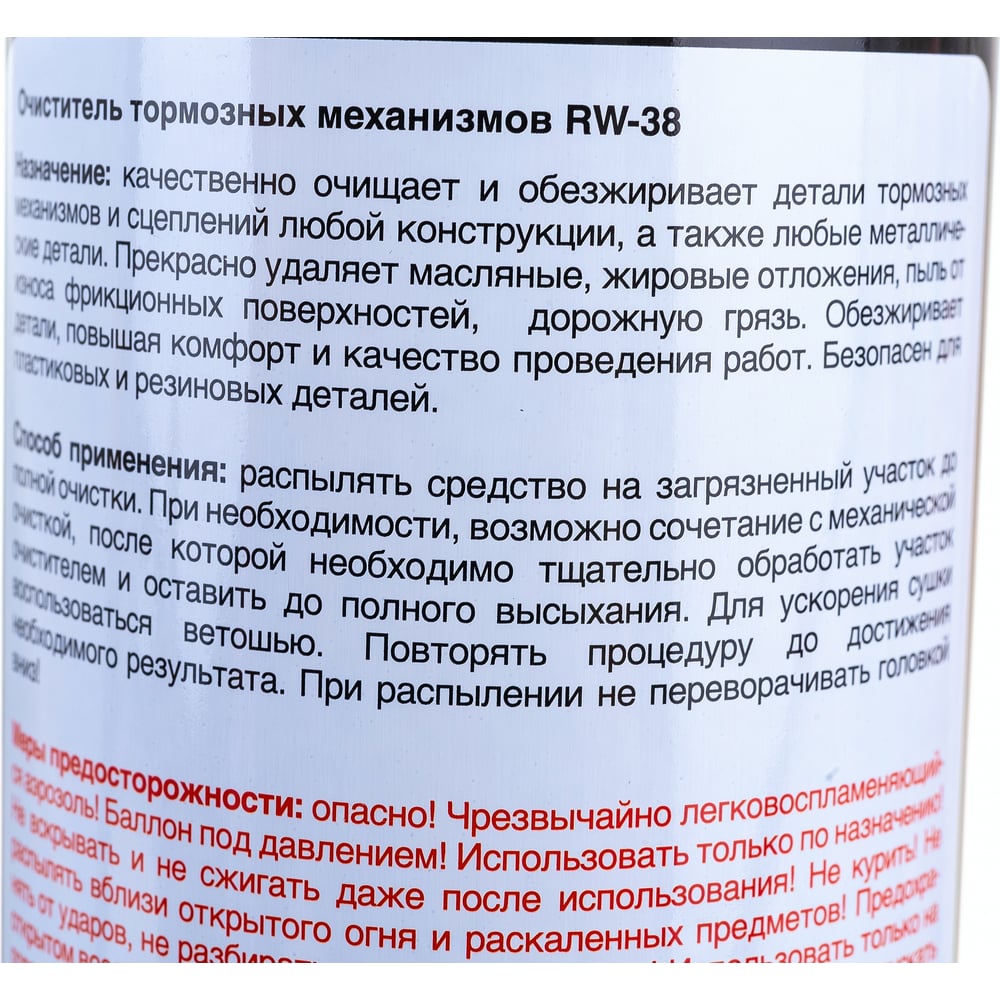 Очиститель тормозных механизмов RW-38
Назначение: качественно очищает и обезжиривает детали тормозных
механизмов и сцеплений любой конструкции, а также любые металличе-
ские детали. Прекрасно удаляет масляные, жировые отложения, пыль от
износа фрикционных поверхностей, дорожную грязь. Обезжиривает
детали, повышая комфорт и качество проведения работ. Безопасен для
пластиковых и резиновых деталей.
Способ применения: распылять средство на загрязненный участок до
полной очистки. При необходимости, возможно сочетание с механической
очисткой, после которой необходимо тщательно обработать участок
очистителем и оставить до полного высыхания. Для ускорения сушки
воспользоваться ветошью. Повторять процедуру до достижения
необходимого результата. При распылении не переворачивать головкой
вниз!
Меры предосторожности: опасно! Чрезвычайно легковоспламеняющий-
ся аэрозоль! Баллон под давлением! Использовать только по назначению!
Не вскрывать и не сжигать даже после использования! Не курить! Не
распылять вблизи открытого огня и раскаленных предметов! Предохра-
нять от ударов, не разбирать Использовать только на
открытом